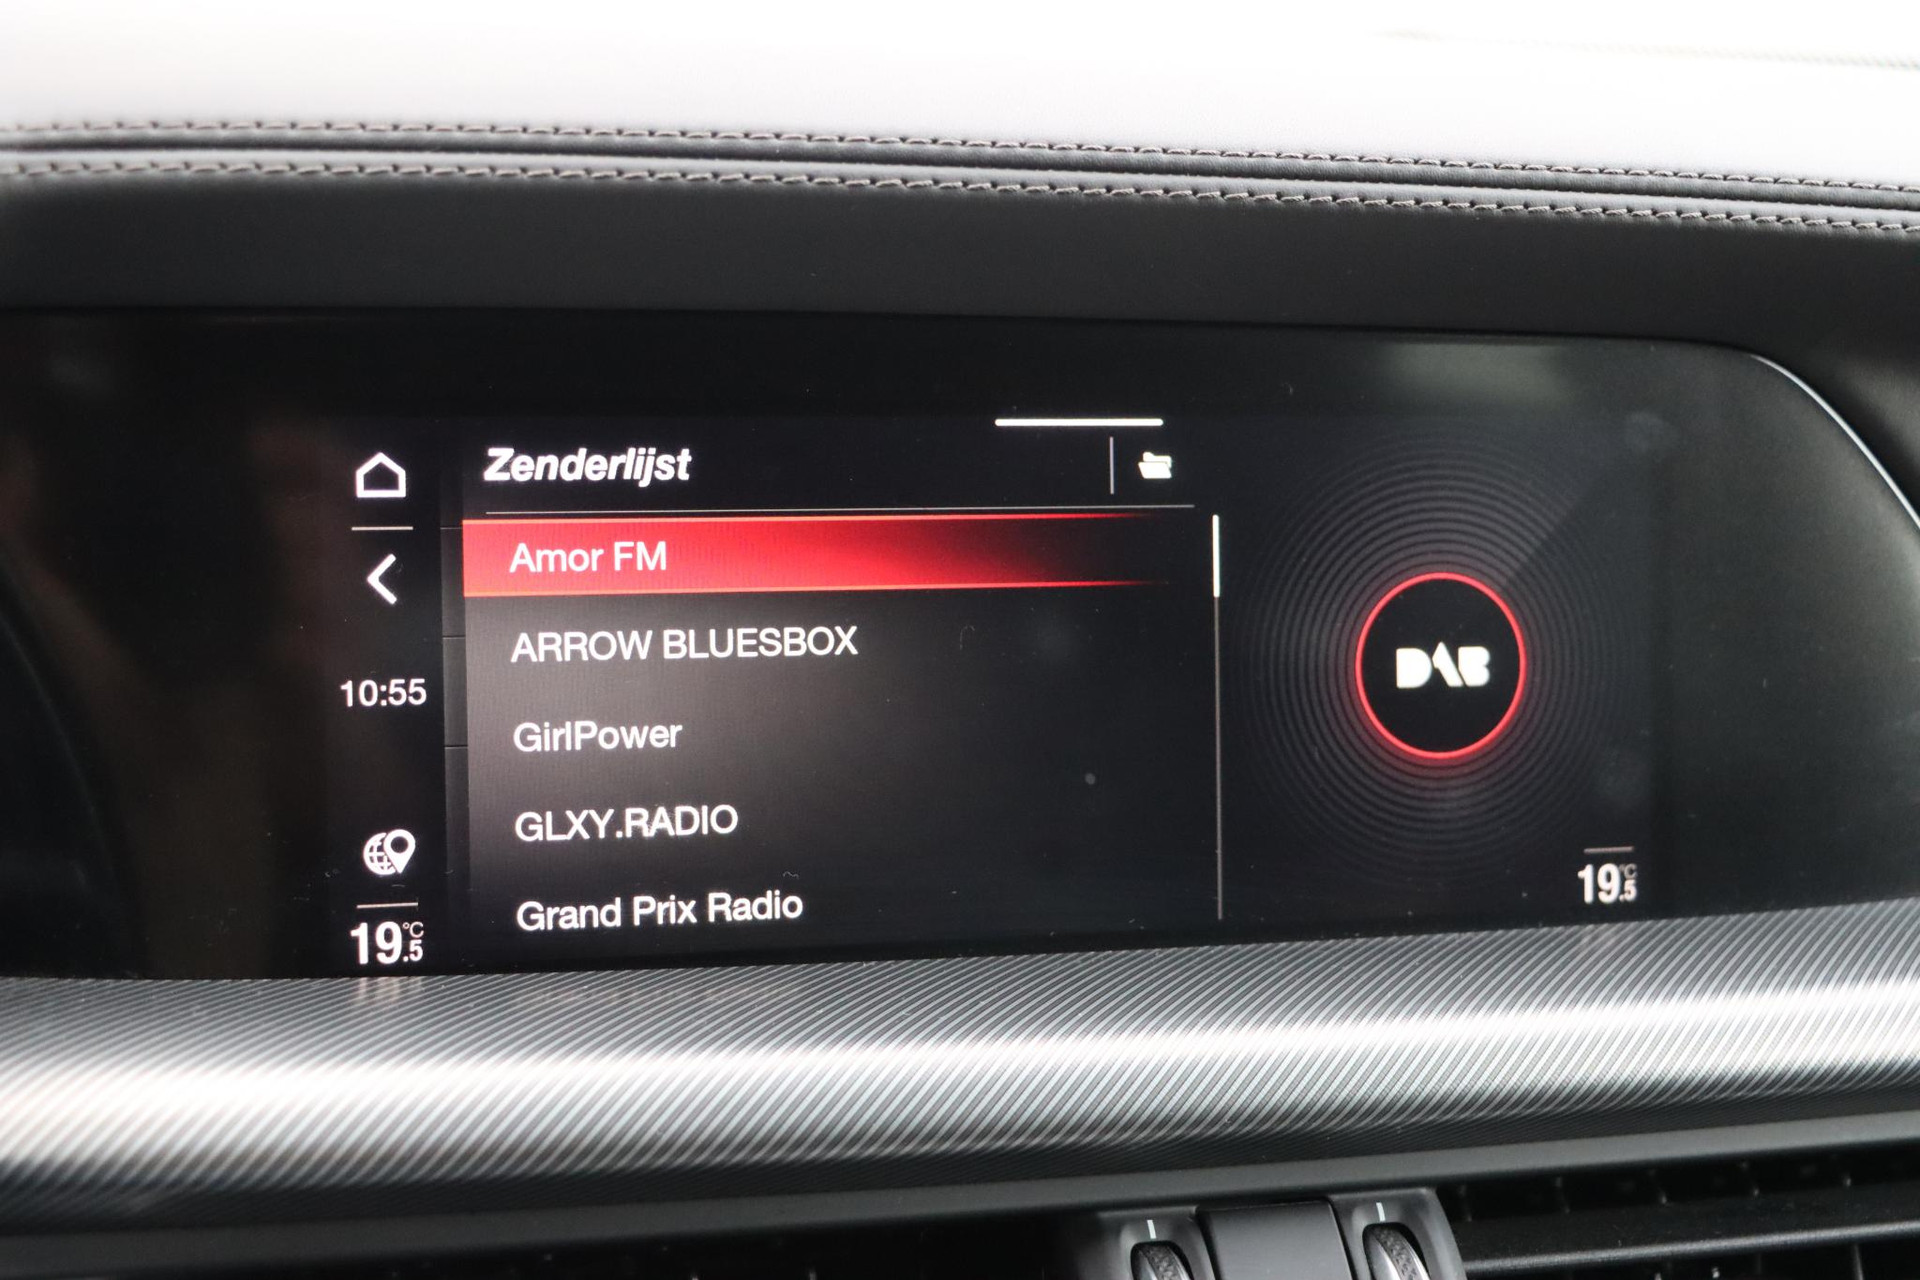 Zenderlijst
Amor FM
ARROW BLUESBOX
GirlPower
GLXY.RADIO
Grand Prix Radio
10:55
19.5°C
DAB
19.5°C